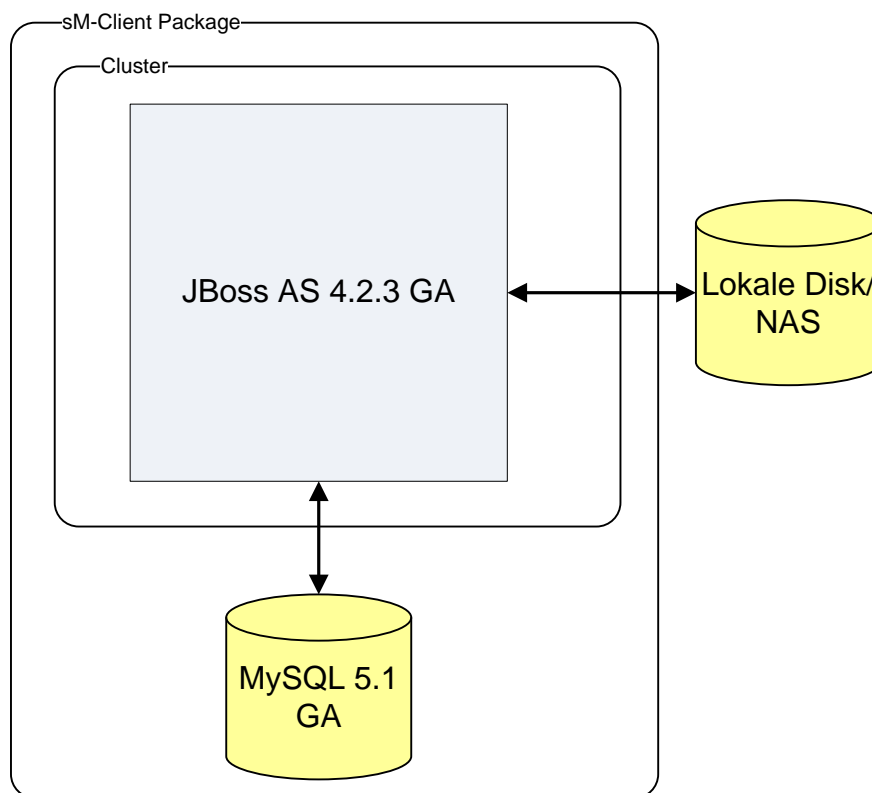 sM-Client Package
Cluster
JBoss AS 4.2.3 GA
Lokale Disk/
NAS
MySQL 5.1
GA